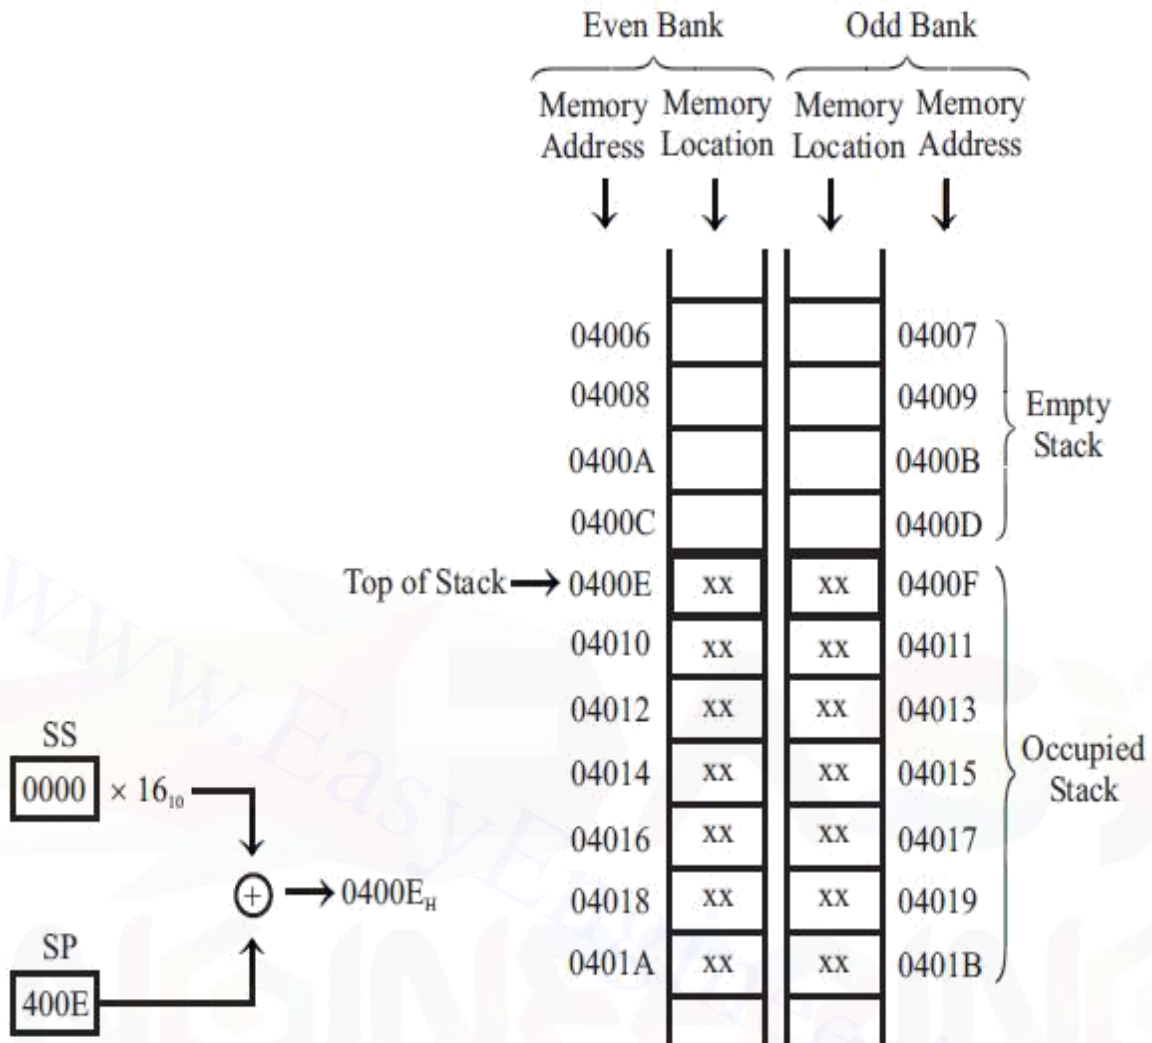 Even Bank Odd Bank
Memory Address Memory Location Memory Location Memory Address
04006 04007
04008 04009
0400A 0400B
0400C 0400D
Empty Stack
Top of Stack 0400E xx xx 0400F
04010 xx xx 04011
04012 xx xx 04013
04014 xx xx 04015
04016 xx xx 04017
04018 xx xx 04019
0401A xx xx 0401B
Occupied Stack
SS
0000 × 16₁₀
+ 0400E_H
SP
400E
www.EasyEngine